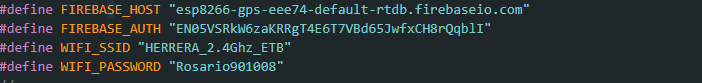 #define FIREBASE_HOST "esp8266-gps-eee74-default-rtdb.firebaseio.com"
#define FIREBASE_AUTH "EN05VSRkW6zaKRRgT4E6T7VBd65JwfxCH8rQqblI"
#define WIFI_SSID "HERRERA_2.4Ghz_ETB"
#define WIFI_PASSWORD "Rosario901008"